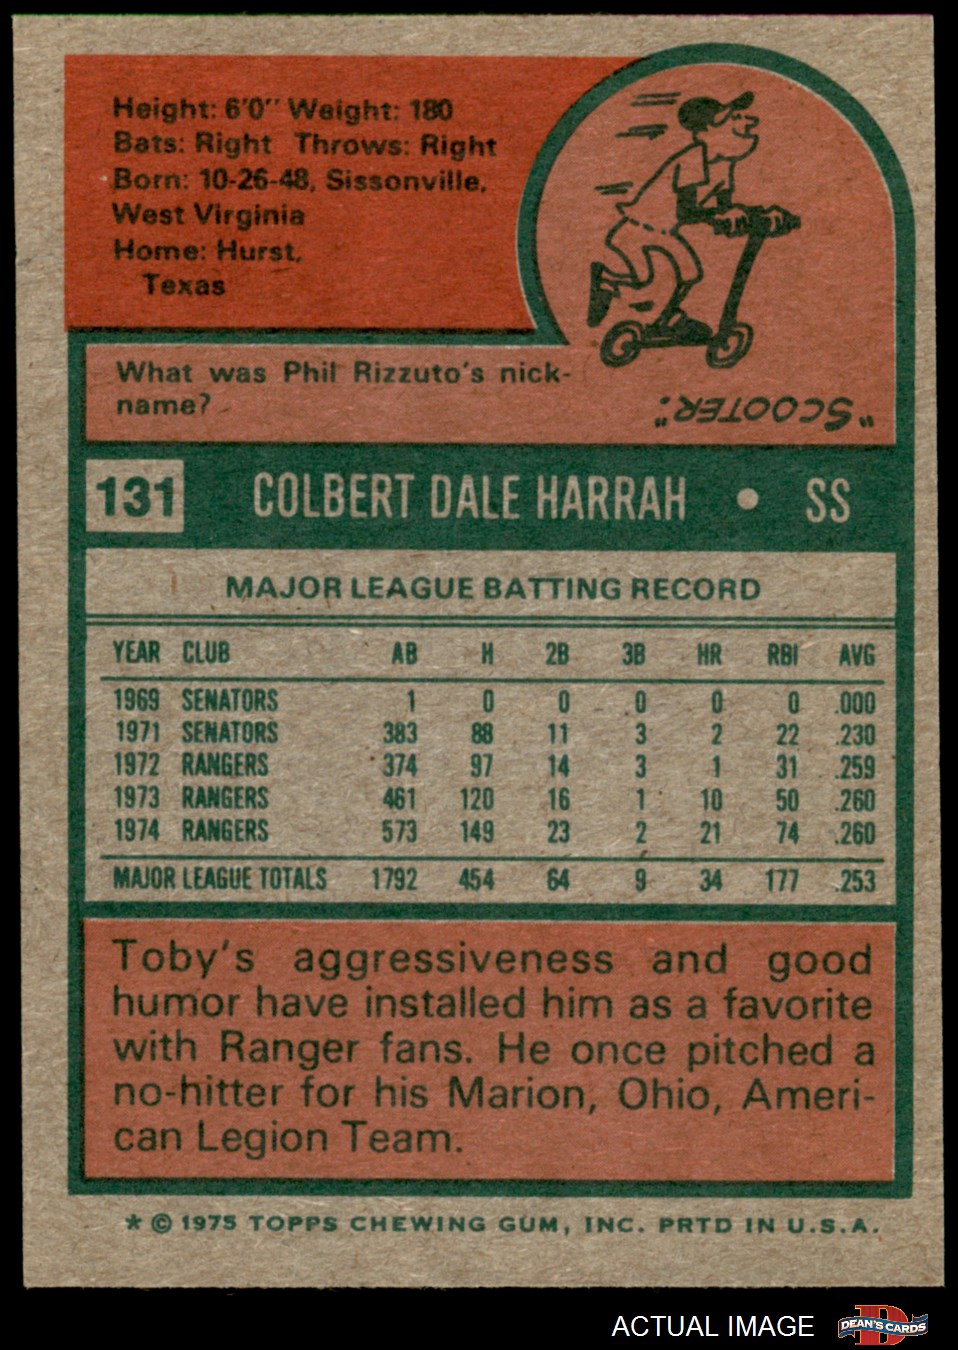 Height: 6'0" Weight: 180
Bats: Right Throws: Right
Born: 10-26-48, Sissonville,
West Virginia
Home: Hurst,
Texas
What was Phil Rizzuto's nick-
name?
"SCOOTER."
131 COLBERT DALE HARRAH • SS
MAJOR LEAGUE BATTING RECORD
YEAR CLUB AB H 2B 3B HR RBI AVG
1969 SENATORS 1 0 0 0 0 0 .000
1971 SENATORS 383 88 11 3 2 22 .230
1972 RANGERS 374 97 14 3 1 31 .259
1973 RANGERS 461 120 16 1 10 50 .260
1974 RANGERS 573 149 23 2 21 74 .260
MAJOR LEAGUE TOTALS 1792 454 64 9 34 177 .253
Toby's aggressiveness and good
humor have installed him as a favorite
with Ranger fans. He once pitched a
no-hitter for his Marion, Ohio, Ameri-
can Legion Team.
* © 1975 TOPPS CHEWING GUM, INC. PRTD IN U.S.A.
ACTUAL IMAGE
D
DEAN'S CARDS